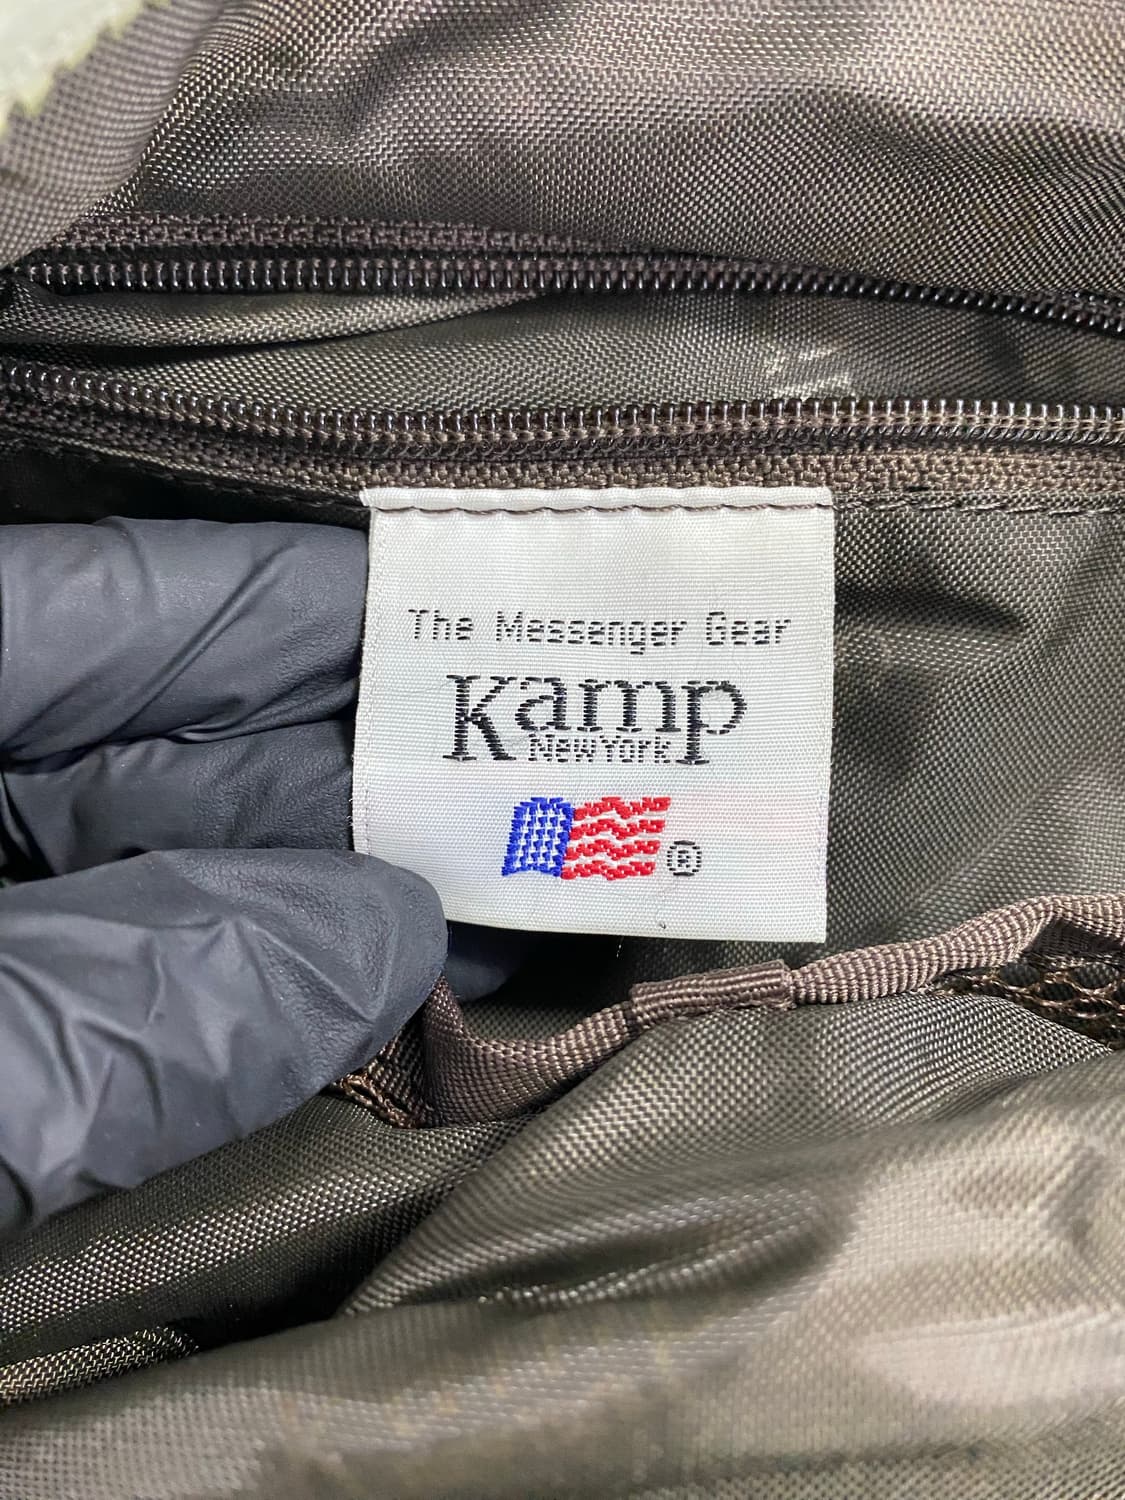 The Messenger Gear
Kamp
New York
®